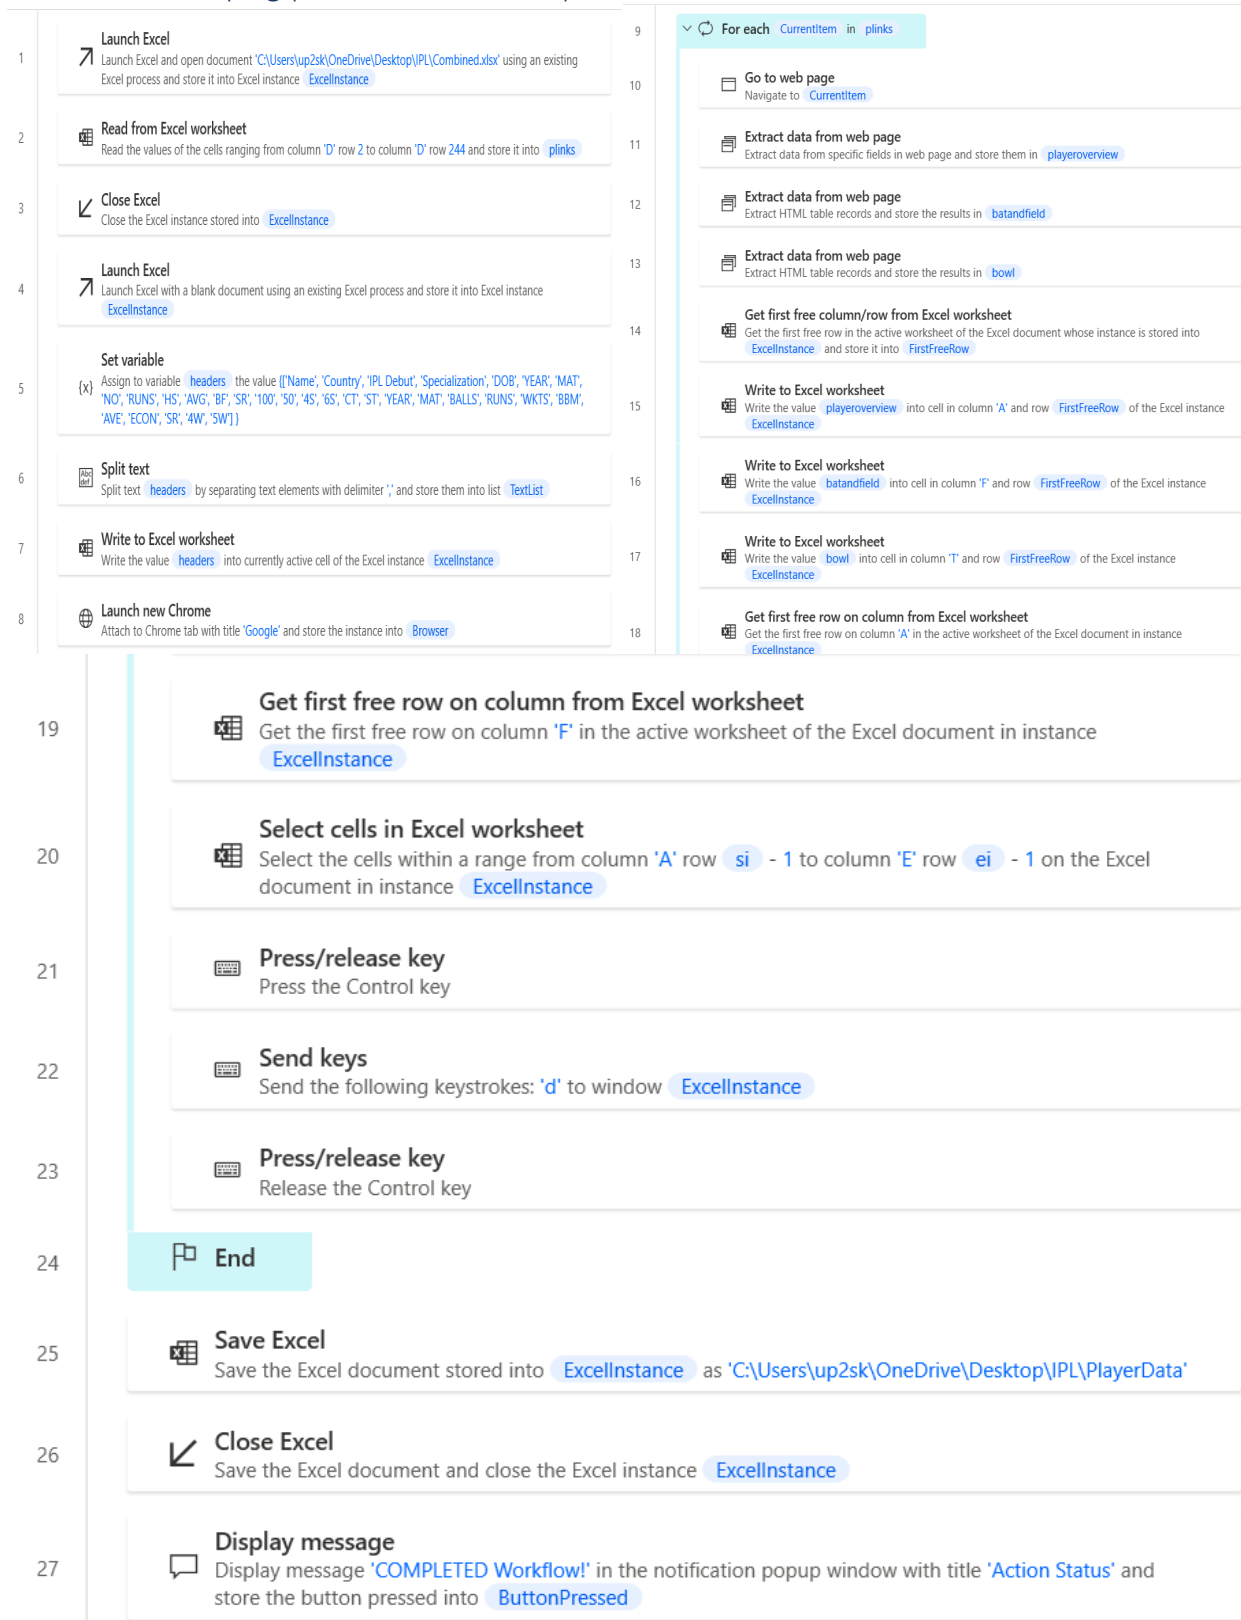 1
Launch Excel
Launch Excel and open document 'C:\Users\up2sk\OneDrive\Desktop\IPL\Combined.xlsx' using an existing
Excel process and store it into Excel instance ExcelInstance
2
Read from Excel worksheet
Read the values of the cells ranging from column 'D' row 2 to column 'D' row 244 and store it into plinks
3
Close Excel
Close the Excel instance stored into ExcelInstance
4
Launch Excel
Launch Excel with a blank document using an existing Excel process and store it into Excel instance
ExcelInstance
5
Set variable
{x} Assign to variable headers the value {['Name', 'Country', 'IPL Debut', 'Specialization', 'DOB', 'YEAR', 'MAT',
'NO', 'RUNS', 'HS', 'AVG', 'BF', 'SR', '100', '50', '4S', '6S', 'CT', 'ST', 'YEAR', 'MAT', 'BALLS', 'RUNS', 'WKTS', 'BBM',
'AVE', 'ECON', 'SR', '4W', '5W'] }
6
Split text
Split text headers by separating text elements with delimiter ',' and store them into list TextList
7
Write to Excel worksheet
Write the value headers into currently active cell of the Excel instance ExcelInstance
8
Launch new Chrome
Attach to Chrome tab with title 'Google' and store the instance into Browser
9
For each CurrentItem in plinks
10
Go to web page
Navigate to CurrentItem
11
Extract data from web page
Extract data from specific fields in web page and store them in playeroverview
12
Extract data from web page
Extract HTML table records and store the results in batandfield
13
Extract data from web page
Extract HTML table records and store the results in bowl
14
Get first free column/row from Excel worksheet
Get the first free row in the active worksheet of the Excel document whose instance is stored into
ExcelInstance and store it into FirstFreeRow
15
Write to Excel worksheet
Write the value playeroverview into cell in column 'A' and row FirstFreeRow of the Excel instance
ExcelInstance
16
Write to Excel worksheet
Write the value batandfield into cell in column 'F' and row FirstFreeRow of the Excel instance
ExcelInstance
17
Write to Excel worksheet
Write the value bowl into cell in column 'T' and row FirstFreeRow of the Excel instance
ExcelInstance
18
Get first free row on column from Excel worksheet
Get the first free row on column 'A' in the active worksheet of the Excel document in instance
ExcelInstance
19
Get first free row on column from Excel worksheet
Get the first free row on column 'F' in the active worksheet of the Excel document in instance
ExcelInstance
20
Select cells in Excel worksheet
Select the cells within a range from column 'A' row si - 1 to column 'E' row ei - 1 on the Excel
document in instance ExcelInstance
21
Press/release key
Press the Control key
22
Send keys
Send the following keystrokes: 'd' to window ExcelInstance
23
Press/release key
Release the Control key
24
End
25
Save Excel
Save the Excel document stored into ExcelInstance as 'C:\Users\up2sk\OneDrive\Desktop\IPL\PlayerData'
26
Close Excel
Save the Excel document and close the Excel instance ExcelInstance
27
Display message
Display message 'COMPLETED Workflow!' in the notification popup window with title 'Action Status' and
store the button pressed into ButtonPressed